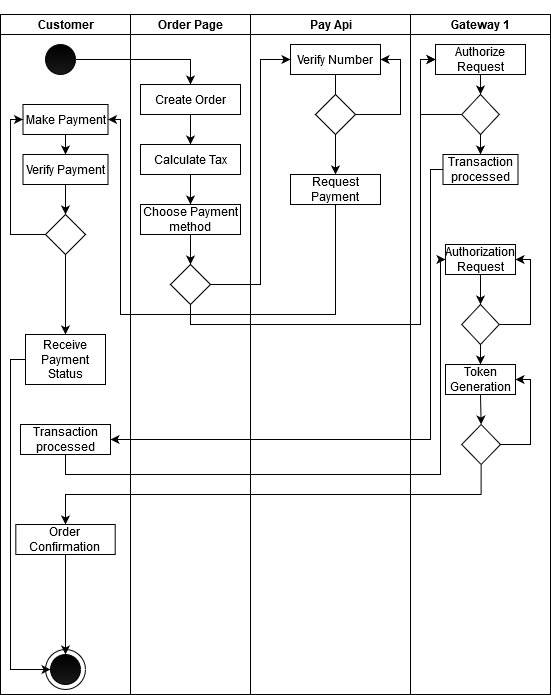 Customer
Order Page
Pay Api
Gateway 1
Make Payment
Verify Payment
Receive
Payment
Status
Transaction
processed
Order
Confirmation
Create Order
Calculate Tax
Choose Payment
method
Verify Number
Request
Payment
Authorize
Request
Transaction
processed
Authorization
Request
Token
Generation